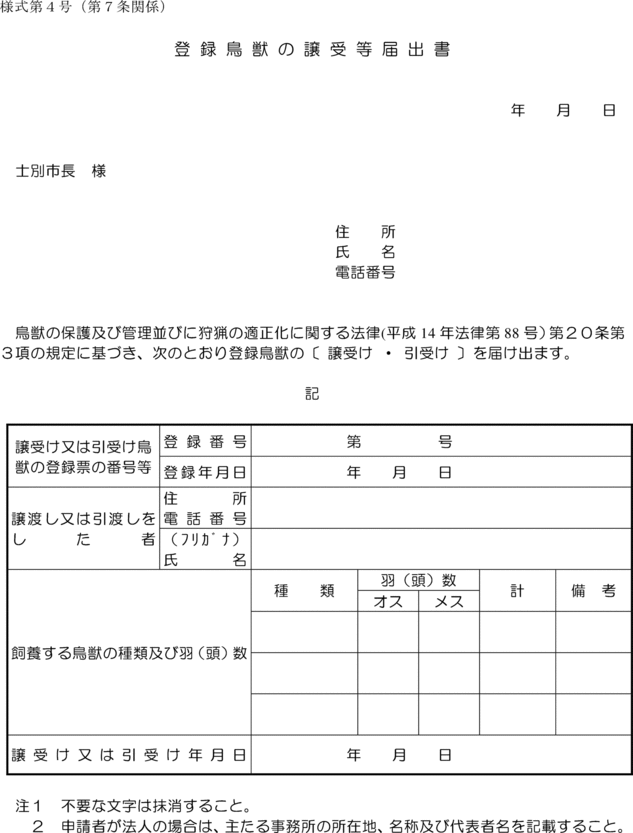 様式第４号（第７条関係）
登録鳥獣の譲受等届出書
年　　月　　日
士別市長　様
住　　所
氏　　名
電話番号
鳥獣の保護及び管理並びに狩猟の適正化に関する法律(平成 14 年法律第 88 号)第２０条第
３項の規定に基づき、次のとおり登録鳥獣の〔 譲受け ・ 引受け 〕を届け出ます。
記
譲受け又は引受け鳥
獣の登録票の番号等
登録番号
第　　　　　号
登録年月日
年　　月　　日
譲渡し又は引渡しを
した者
住　　所
電話番号
（フリガナ）
氏　　名
飼養する鳥獣の種類及び羽（頭）数
種　　類
羽（頭）数
オス
メス
計
備　考
譲受け又は引受け年月日
年　　月　　日
注１　不要な文字は抹消すること。
２　申請者が法人の場合は、主たる事務所の所在地、名称及び代表者名を記載すること。